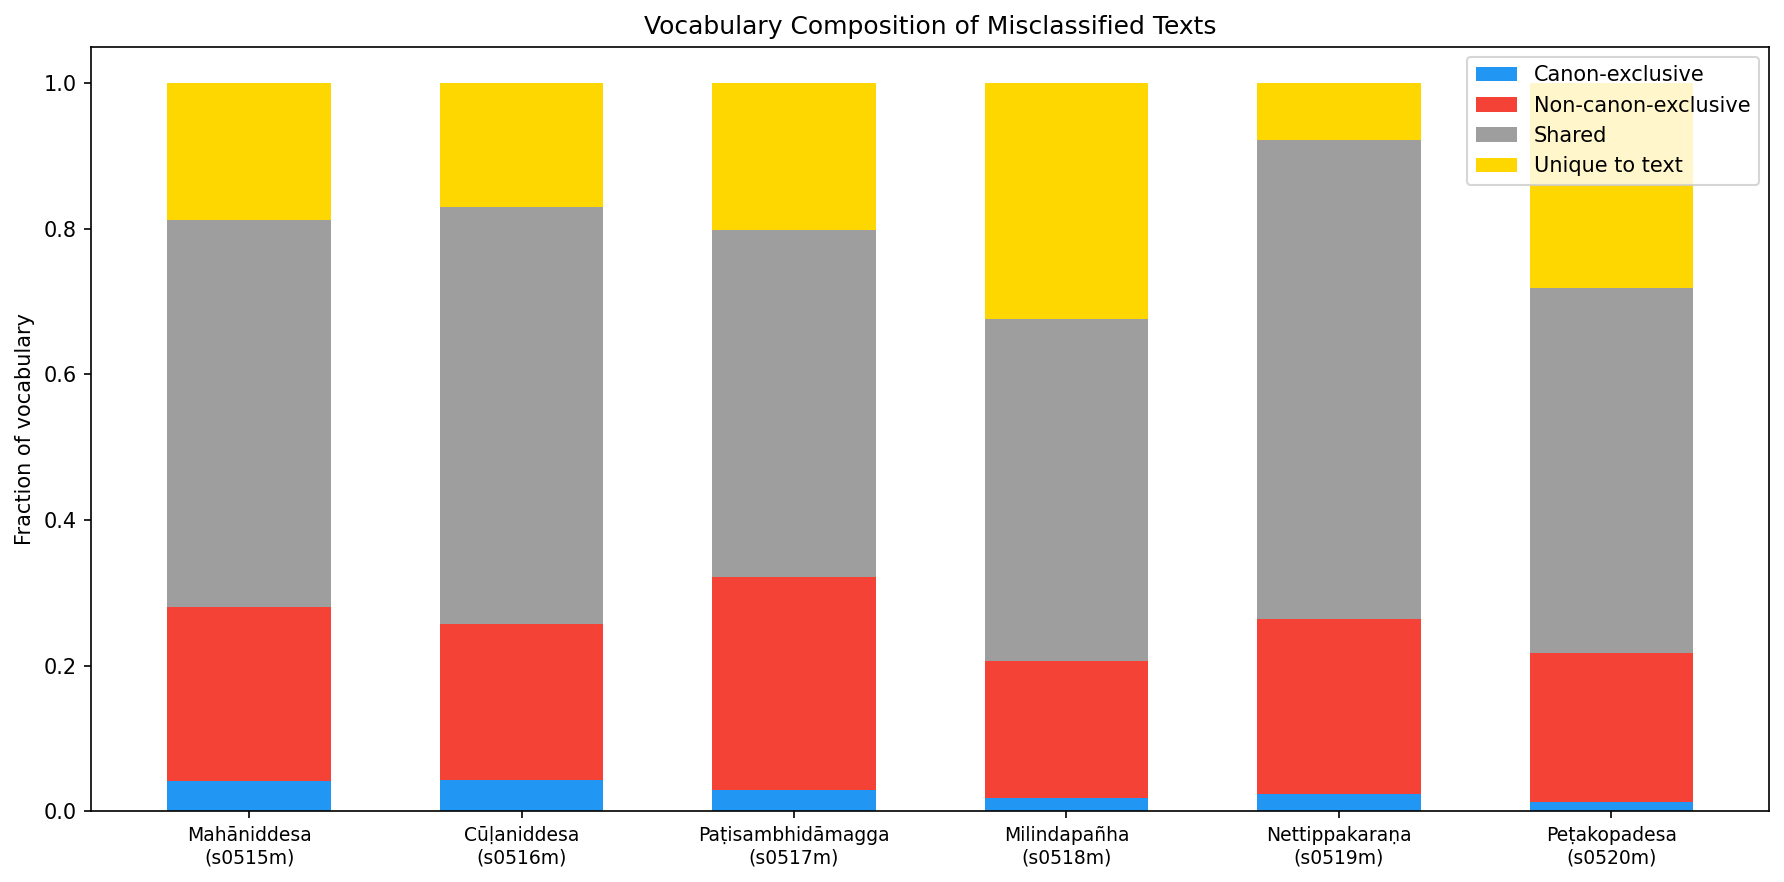 Vocabulary Composition of Misclassified Texts
Canon-exclusive
Non-canon-exclusive
Shared
Unique to text
Fraction of vocabulary
1.0
0.8
0.6
0.4
0.2
0.0
Mahāniddesa
(s0515m)
Cūḷaniddesa
(s0516m)
Paṭisambhidāmagga
(s0517m)
Milindapañha
(s0518m)
Nettippakaraṇa
(s0519m)
Peṭakopadesa
(s0520m)